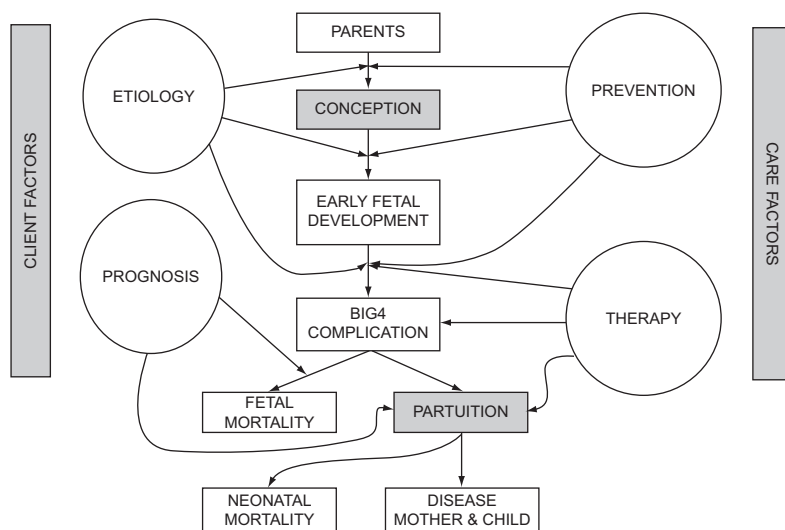 PARENTS
ETIOLOGY
PREVENTION
CONCEPTION
CLIENT FACTORS
CARE FACTORS
EARLY FETAL
DEVELOPMENT
PROGNOSIS
THERAPY
BIG4
COMPLICATION
FETAL
MORTALITY
PARTUITION
NEONATAL
MORTALITY
DISEASE
MOTHER & CHILD